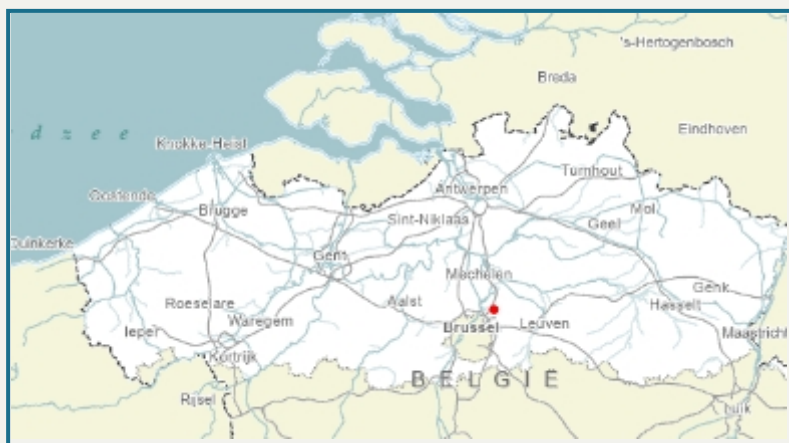 's-Hertogenbosch
Breda
Eindhoven
d z e e
Knokke-Heist
Turnhout
Oostende
Antwerpen
Brugge
Sint-Niklaas
Mol
Geel
Duinkerke
Gent
Mechelen
Genk
Roeselare
Aalst
Hasselt
Waregem
Ieper
Brussel
Leuven
Maastricht
Kortrijk
BELGIË
Rijsel
Luik